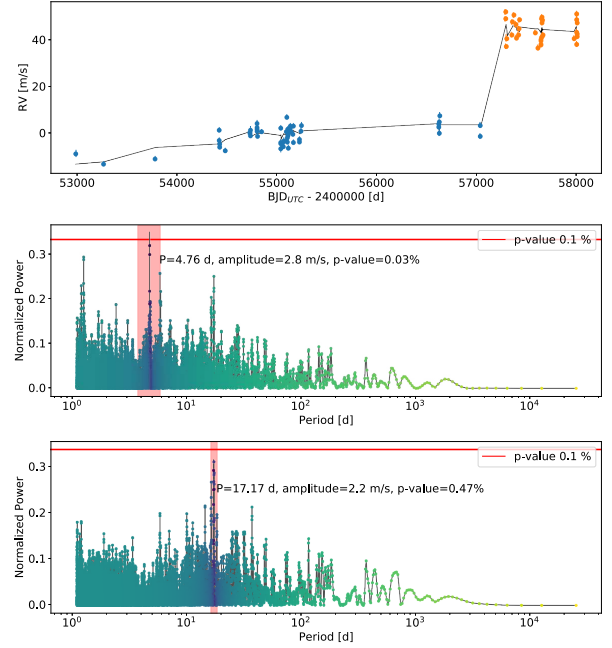 40
20
0
RV [m/s]
53000 54000 55000 56000 57000 58000
BJD_UTC - 2400000 [d]
0.3
0.2
0.1
0.0
Normalized Power
p-value 0.1 %
P=4.76 d, amplitude=2.8 m/s, p-value=0.03%
10^0 10^1 10^2 10^3 10^4
Period [d]
0.3
0.2
0.1
0.0
Normalized Power
p-value 0.1 %
P=17.17 d, amplitude=2.2 m/s, p-value=0.47%
10^0 10^1 10^2 10^3 10^4
Period [d]